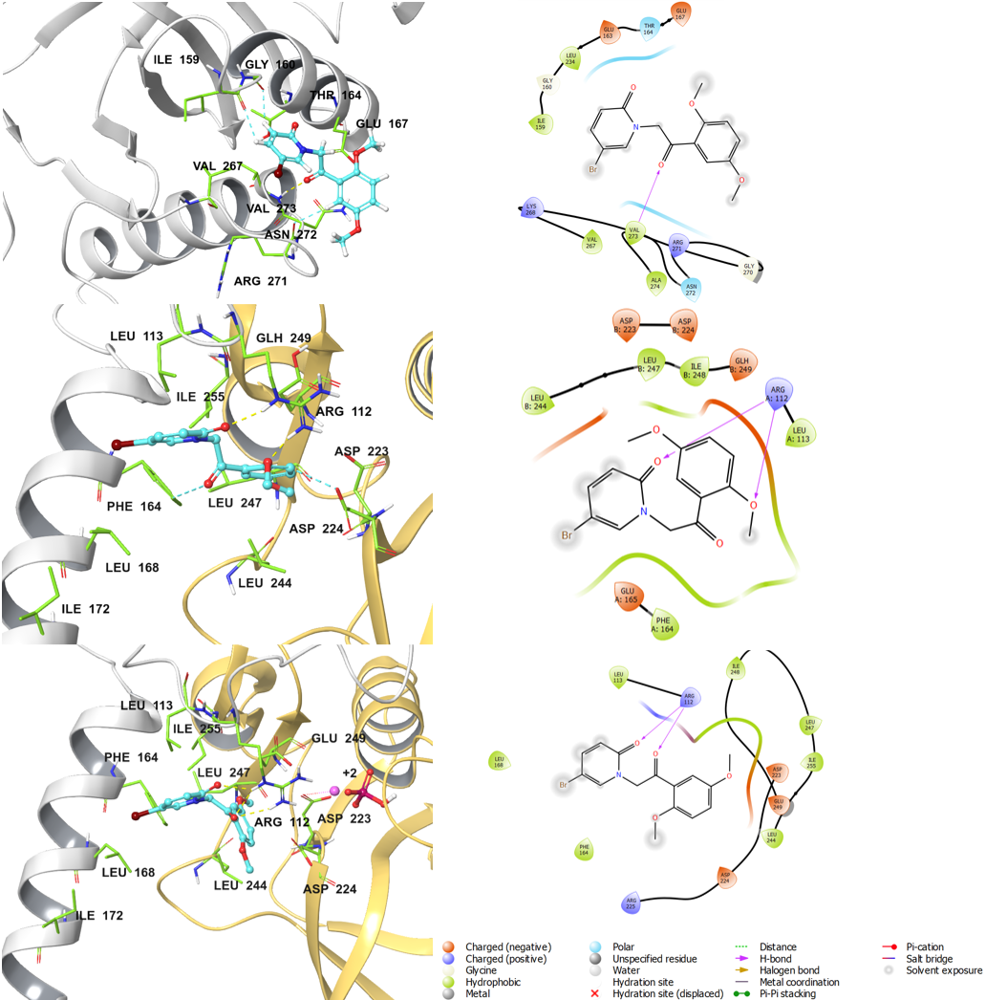 ILE 159
GLY 160
THR 164
GLU 167
VAL 267
VAL 273
ASN 272
ARG 271
GLU
163
THR
164
GLU
167
LEU
234
GLY
160
ILE
159
O
O
N
O
Br
O
LYS
268
VAL
267
VAL
273
ARG
271
GLY
270
ALA
274
ASN
272
LEU 113
GLH 249
ILE 255
ARG 112
ASP 223
PHE 164
LEU 247
ASP 224
LEU 168
LEU 244
ILE 172
ASP
B: 223
ASP
B: 224
LEU
B: 247
ILE
B: 248
GLH
B: 249
LEU
B: 244
ARG
A: 112
LEU
A: 113
O
O
O
N
Br
O
GLU
A: 165
PHE
A: 164
LEU 113
ILE 255
PHE 164
GLU 249
LEU 247
+2
ARG 112
ASP 223
LEU 168
LEU 244
ASP 224
ILE 172
ILE
248
LEU
113
ARG
112
LEU
247
LEU
168
ILE
255
ASP
223
GLU
249
LEU
244
O
O
O
N
Br
O
PHE
164
ASP
224
ARG
225
Charged (negative)
Charged (positive)
Glycine
Hydrophobic
Metal
Polar
Unspecified residue
Water
Hydration site
Hydration site (displaced)
Distance
H-bond
Halogen bond
Metal coordination
Pi-Pi stacking
Pi-cation
Salt bridge
Solvent exposure